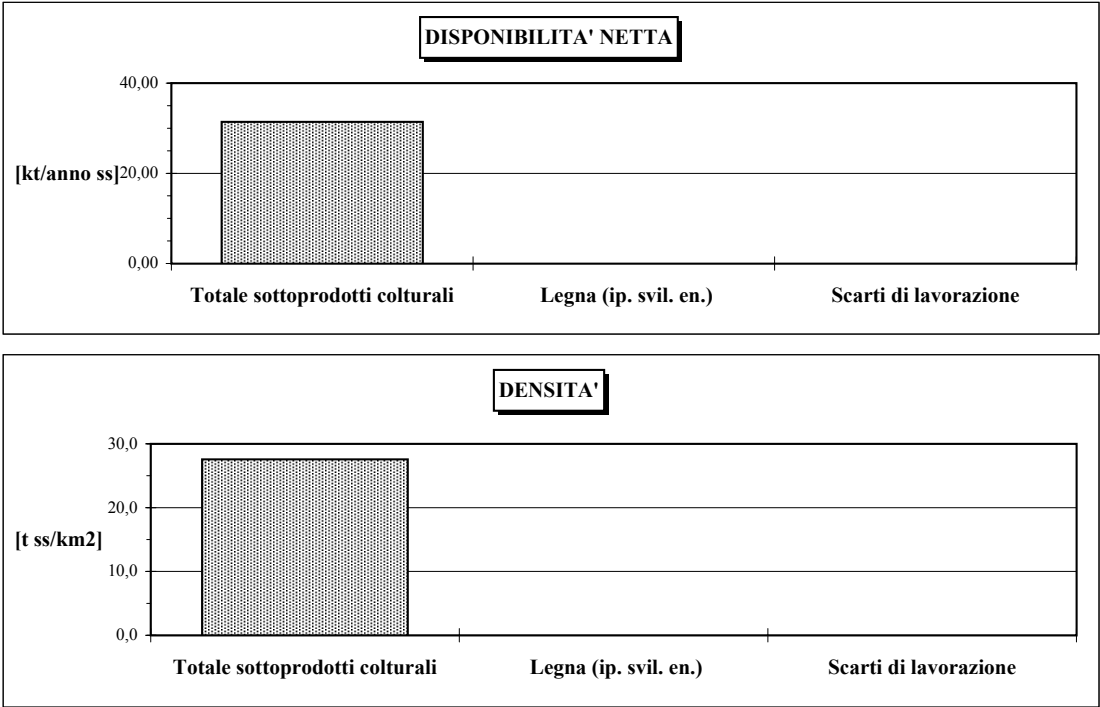 DISPONIBILITA' NETTA
40,00
[kt/anno ss]
20,00
0,00
Totale sottoprodotti colturali
Legna (ip. svil. en.)
Scarti di lavorazione
DENSITA'
30,0
20,0
[t ss/km2]
10,0
0,0
Totale sottoprodotti colturali
Legna (ip. svil. en.)
Scarti di lavorazione